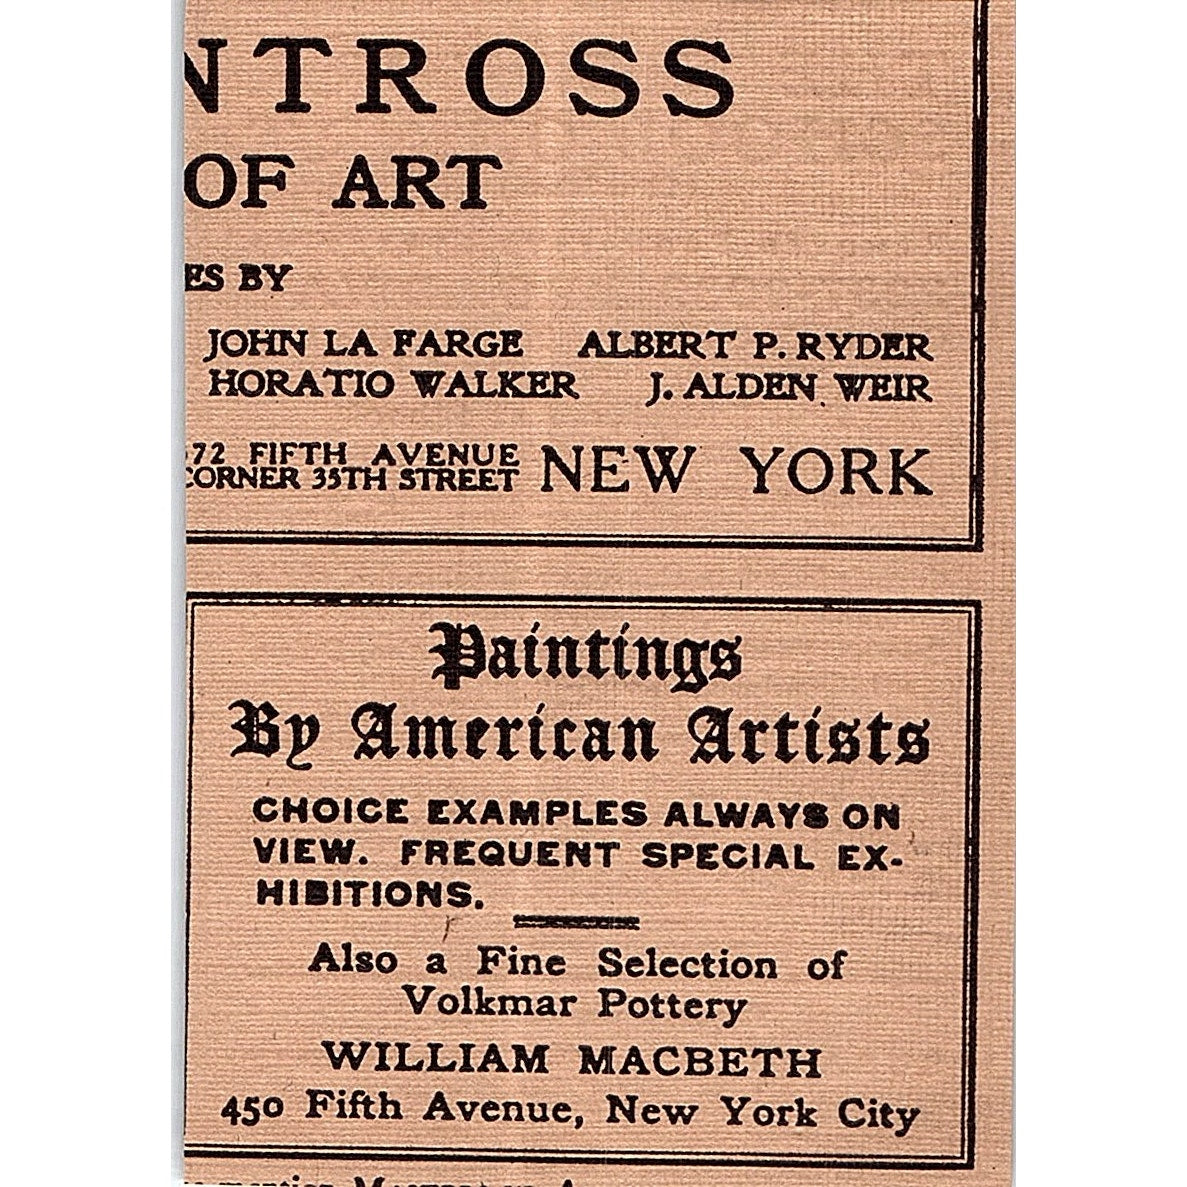 NTROSS
OF ART
ES BY
JOHN LA FARGE ALBERT P. RYDER
HORATIO WALKER J. ALDEN WEIR
72 FIFTH AVENUE
CORNER 35TH STREET NEW YORK
Paintings
By American Artists
CHOICE EXAMPLES ALWAYS ON
VIEW. FREQUENT SPECIAL EX-
HIBITIONS.
Also a Fine Selection of
Volkmar Pottery
WILLIAM MACBETH
450 Fifth Avenue, New York City